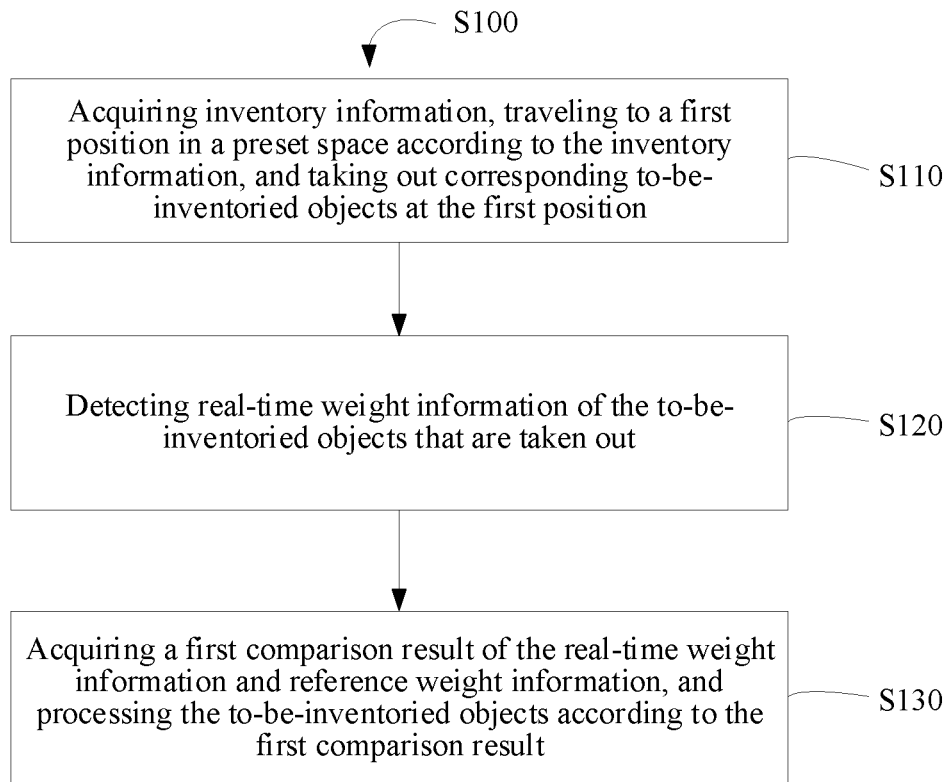 S100
Acquiring inventory information, traveling to a first
position in a preset space according to the inventory
information, and taking out corresponding to-be-
inventoried objects at the first position
S110
Detecting real-time weight information of the to-be-
inventoried objects that are taken out
S120
Acquiring a first comparison result of the real-time weight
information and reference weight information, and
processing the to-be-inventoried objects according to the
first comparison result
S130